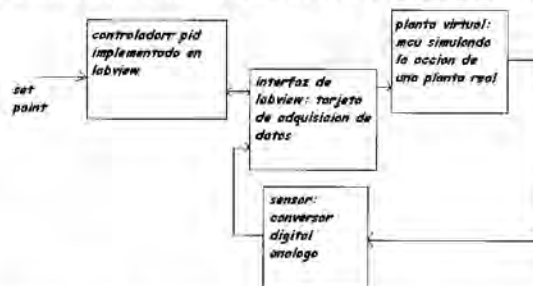 set
point
controladorr pid
implementado en
labview
interfaz de
labview: tarjeta
de adquisicion de
datos
planta virtual:
mcu simulando
la accion de
una planta real
sensor:
conversor
digital
analogo